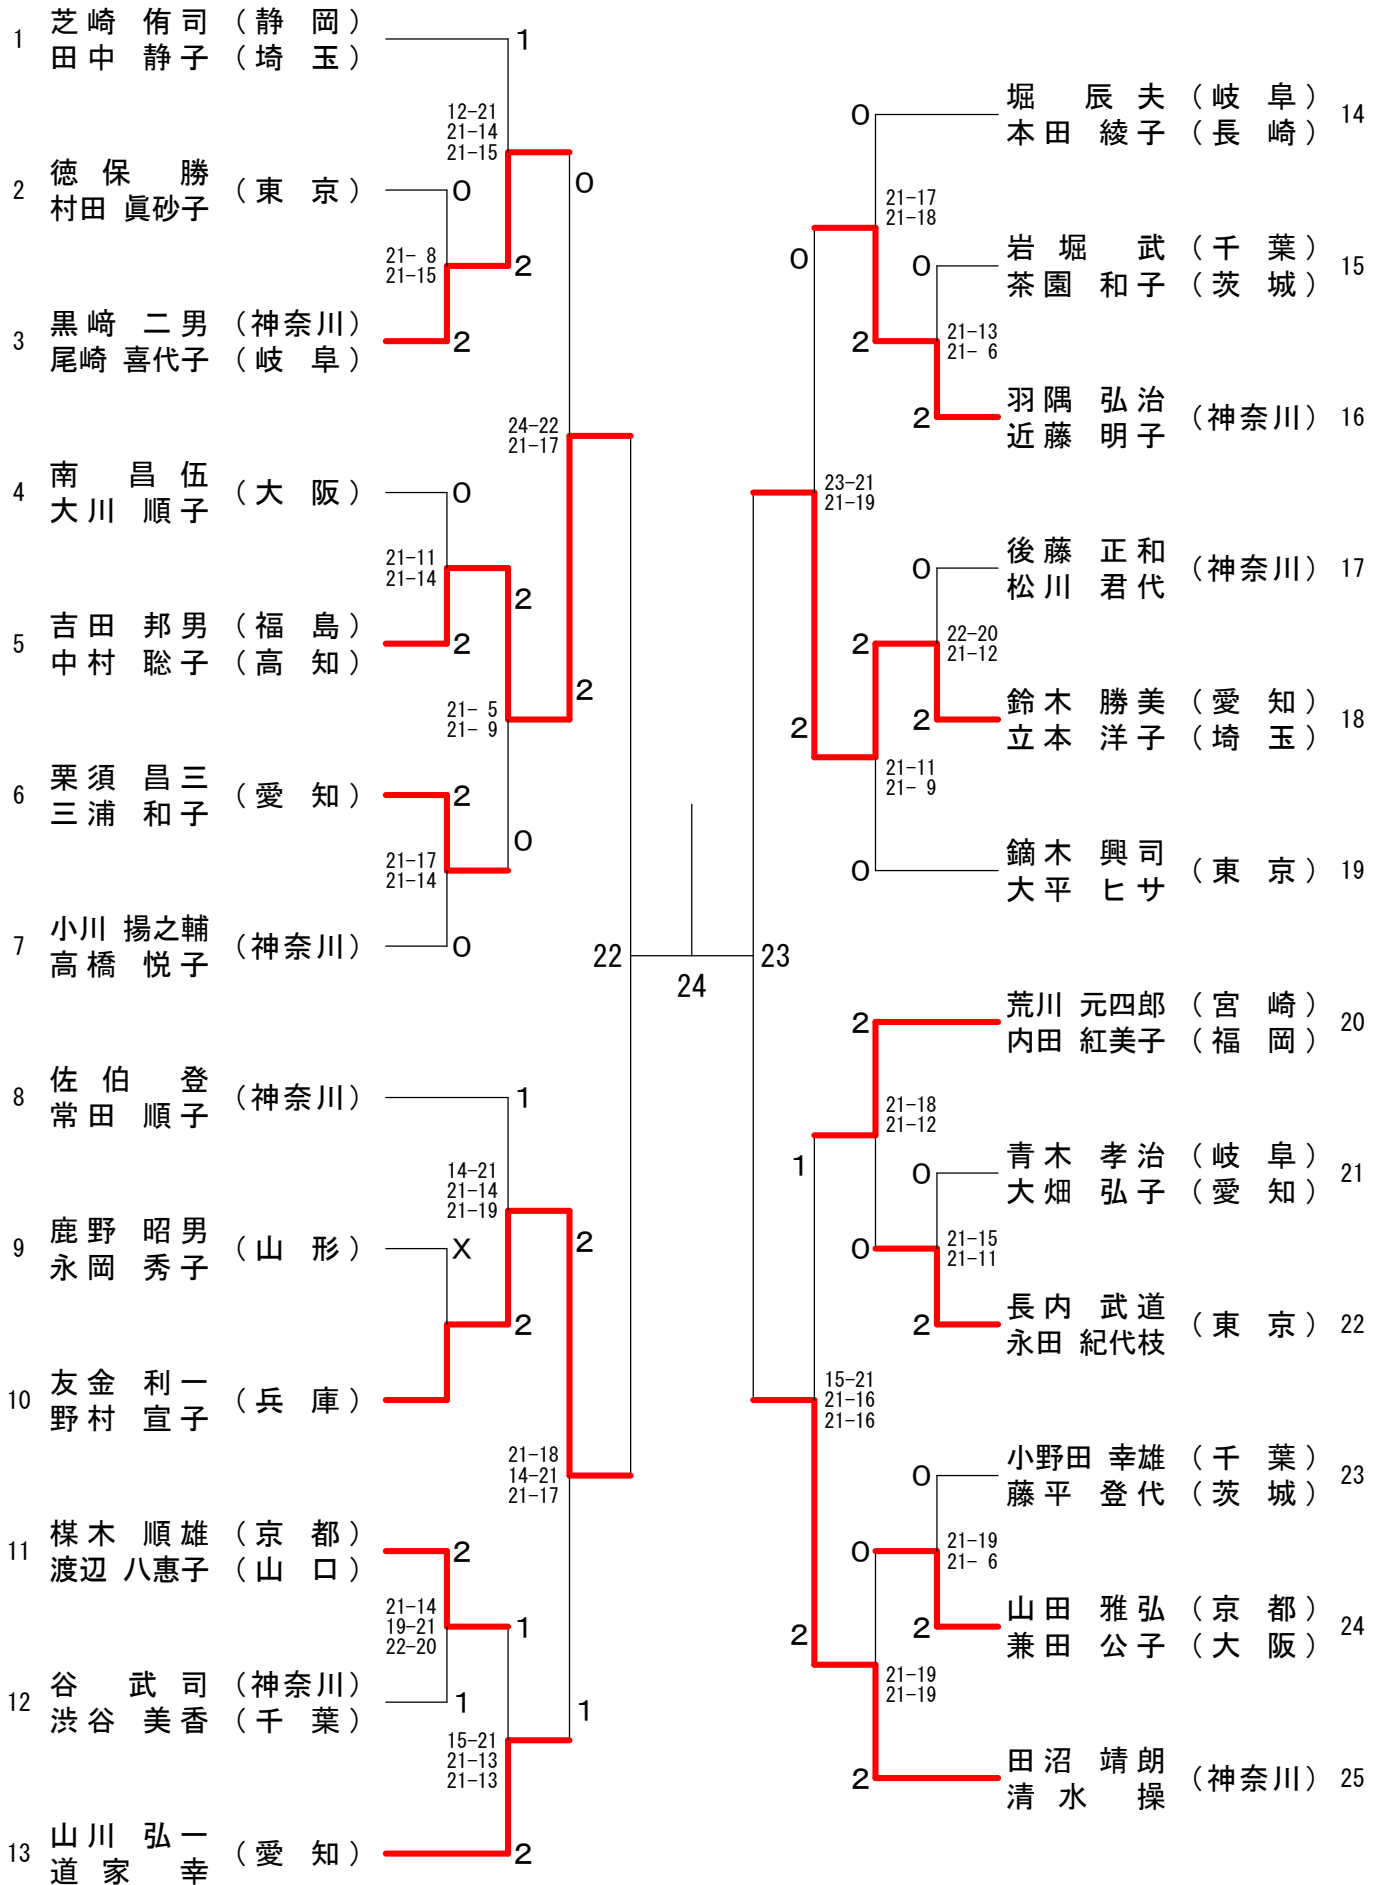 1 芝崎 侑司 (静 岡)
田中 静子 (埼 玉)
1
12-21
21-14
21-15
2 徳保 勝 (東 京)
村田 眞砂子
0
0
21- 8
21-15
2
3 黒﨑 二男 (神奈川)
尾崎 喜代子 (岐 阜)
2
24-22
21-17
4 南 昌伍 (大 阪)
大川 順子
0
21-11
21-14
2
5 吉田 邦男 (福 島)
中村 聡子 (高 知)
2
2
21- 5
21- 9
6 栗須 昌三 (愛 知)
三浦 和子
2
0
21-17
21-14
7 小川 揚之輔 (神奈川)
高橋 悦子
0
22
24
23
8 佐伯 登 (神奈川)
常田 順子
1
14-21
21-14
21-19
9 鹿野 昭男 (山 形)
永岡 秀子
X
2
2
10 友金 利一 (兵 庫)
野村 宣子
21-18
14-21
21-17
11 楳木 順雄 (京 都)
渡辺 八惠子 (山 口)
2
21-14
19-21
22-20
1
12 谷 武司 (神奈川)
渋谷 美香 (千 葉)
1
1
15-21
21-13
21-13
13 山川 弘一 (愛 知)
道家 幸
2
0
堀 辰夫 (岐 阜) 14
本田 綾子 (長 崎)
21-17
21-18
0
0
岩堀 武 (千 葉) 15
茶園 和子 (茨 城)
2
21-13
21- 6
2
羽隅 弘治 (神奈川) 16
近藤 明子
23-21
21-19
0
後藤 正和 (神奈川) 17
松川 君代
2
22-20
21-12
2
2
鈴木 勝美 (愛 知) 18
立本 洋子 (埼 玉)
21-11
21- 9
0
鏑木 興司 (東 京) 19
大平 ヒサ
2
荒川 元四郎 (宮 崎) 20
内田 紅美子 (福 岡)
21-18
21-12
1
0
青木 孝治 (岐 阜) 21
大畑 弘子 (愛 知)
0
21-15
21-11
2
長内 武道 (東 京) 22
永田 紀代枝
15-21
21-16
21-16
0
小野田 幸雄 (千 葉) 23
藤平 登代 (茨 城)
0
21-19
21- 6
2
2
山田 雅弘 (京 都) 24
兼田 公子 (大 阪)
21-19
21-19
2
田沼 靖朗 (神奈川) 25
清水 操